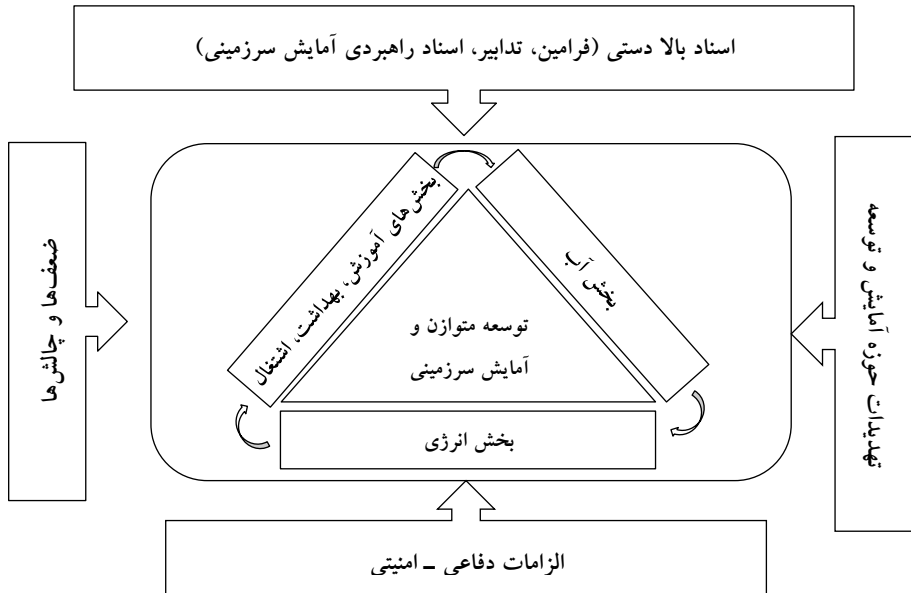 اسناد بالا دستی (فرامین، تدابیر، اسناد راهبردی آمایش سرزمینی)
تهدیدات حوزه آمایش و توسعه
بخش آب
بخش‌های آموزش، بهداشت، اشتغال
توسعه متوازن و
آمایش سرزمینی
بخش انرژی
ضعف‌ها و چالش‌ها
الزامات دفاعی ـ امنیتی